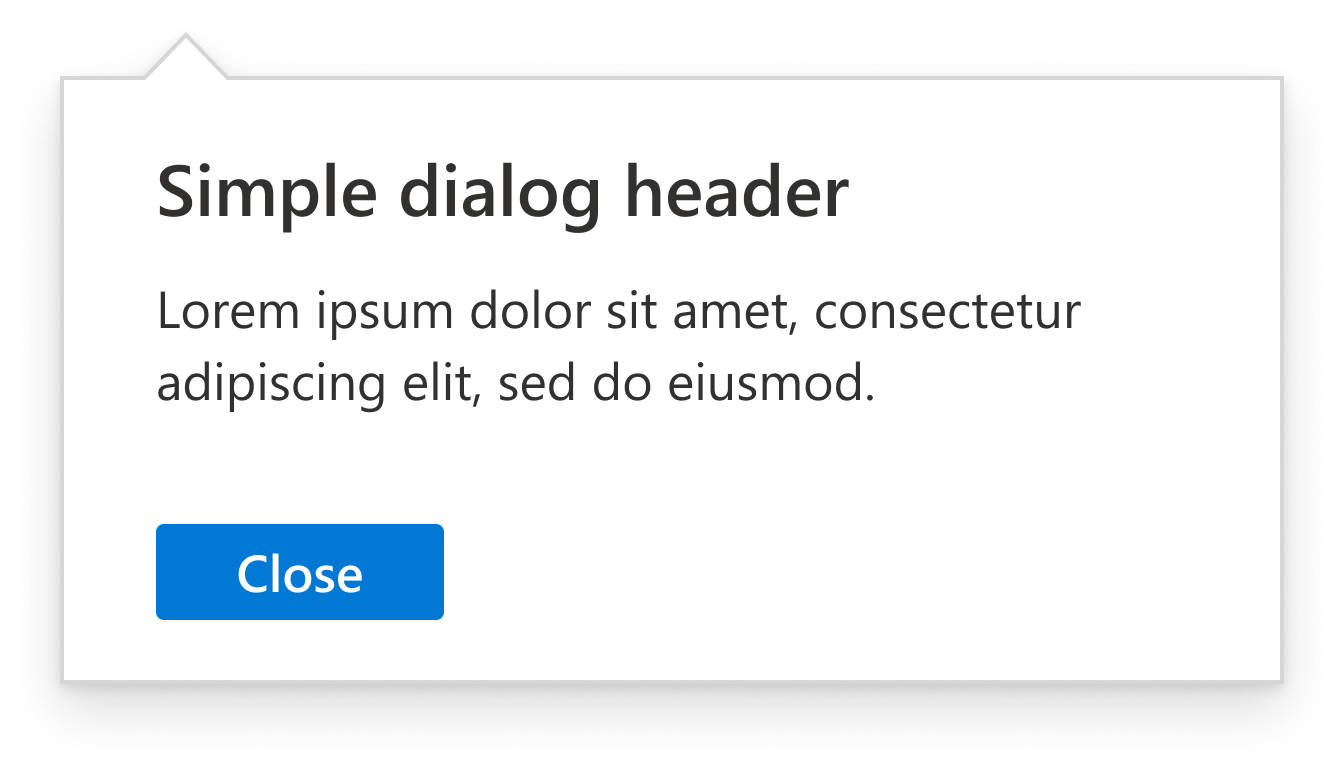 Simple dialog header
Lorem ipsum dolor sit amet, consectetur
adipiscing elit, sed do eiusmod.
Close